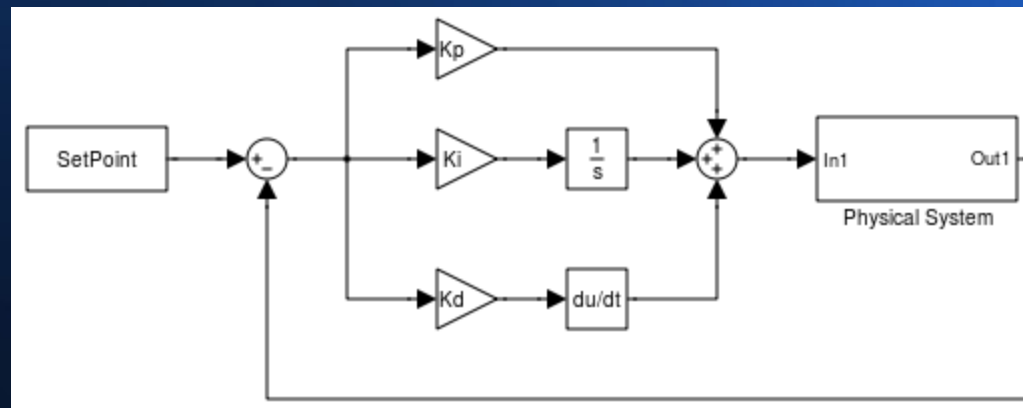 Kp
SetPoint
+
−
Ki
1
s
+
+
+
In1
Out1
Physical System
Kd
du/dt